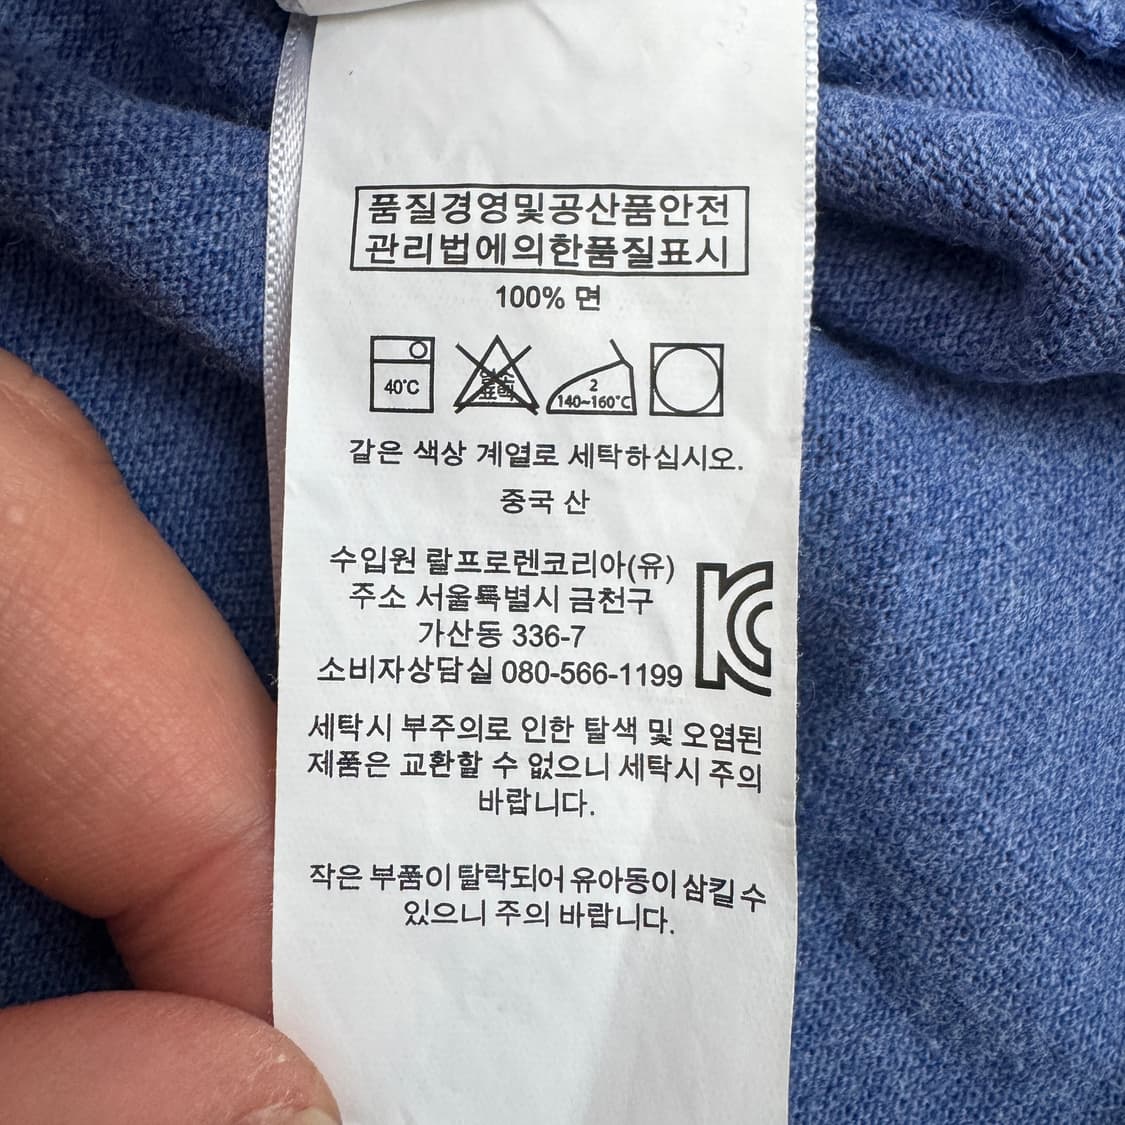 품질경영및공산품안전
관리법에의한품질표시
100% 면
40℃
2
140~160℃
같은 색상 계열로 세탁하십시오.
중국 산
수입원 랄프로렌코리아(유)
주소 서울특별시 금천구
가산동 336-7
소비자상담실 080-566-1199
KC
세탁시 부주의로 인한 탈색 및 오염된
제품은 교환할 수 없으니 세탁시 주의
바랍니다.
작은 부품이 탈락되어 유아동이 삼킬 수
있으니 주의 바랍니다.